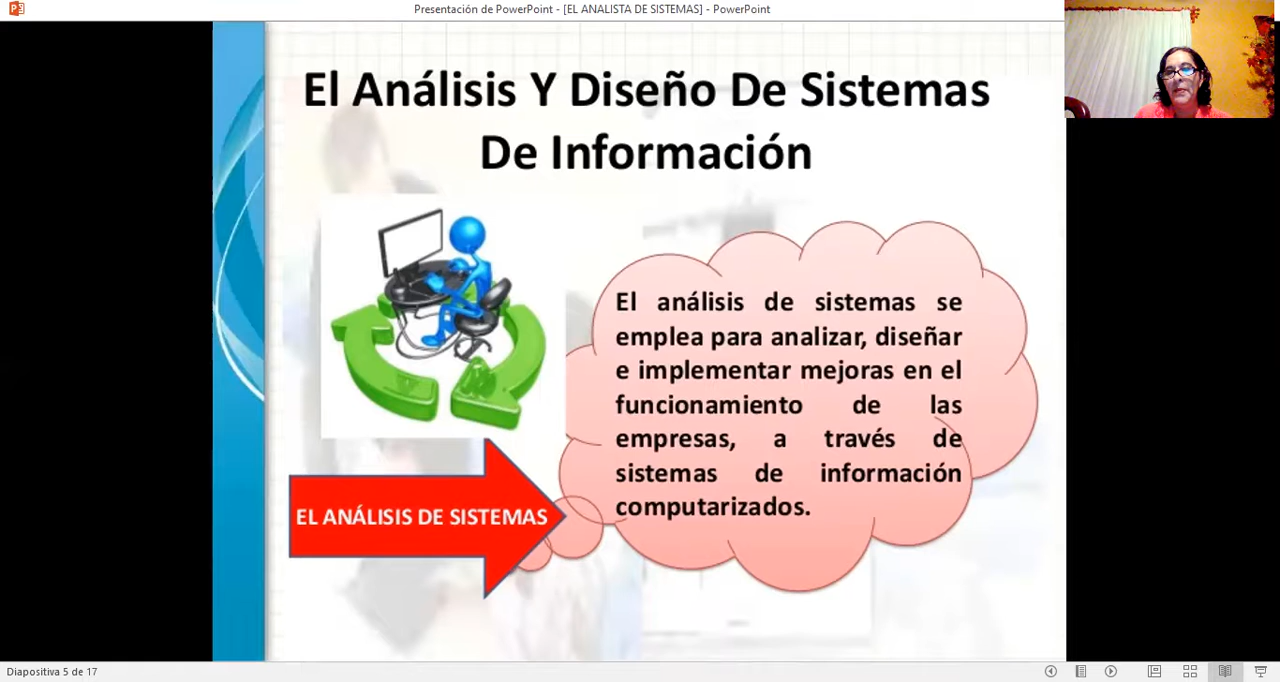 Presentación de PowerPoint - [EL ANALISTA DE SISTEMAS] - PowerPoint
El Análisis Y Diseño De Sistemas
De Información
El análisis de sistemas se
emplea para analizar, diseñar
e implementar mejoras en el
funcionamiento de las
empresas, a través de
sistemas de información
computarizados.
EL ANÁLISIS DE SISTEMAS
Diapositiva 5 de 17